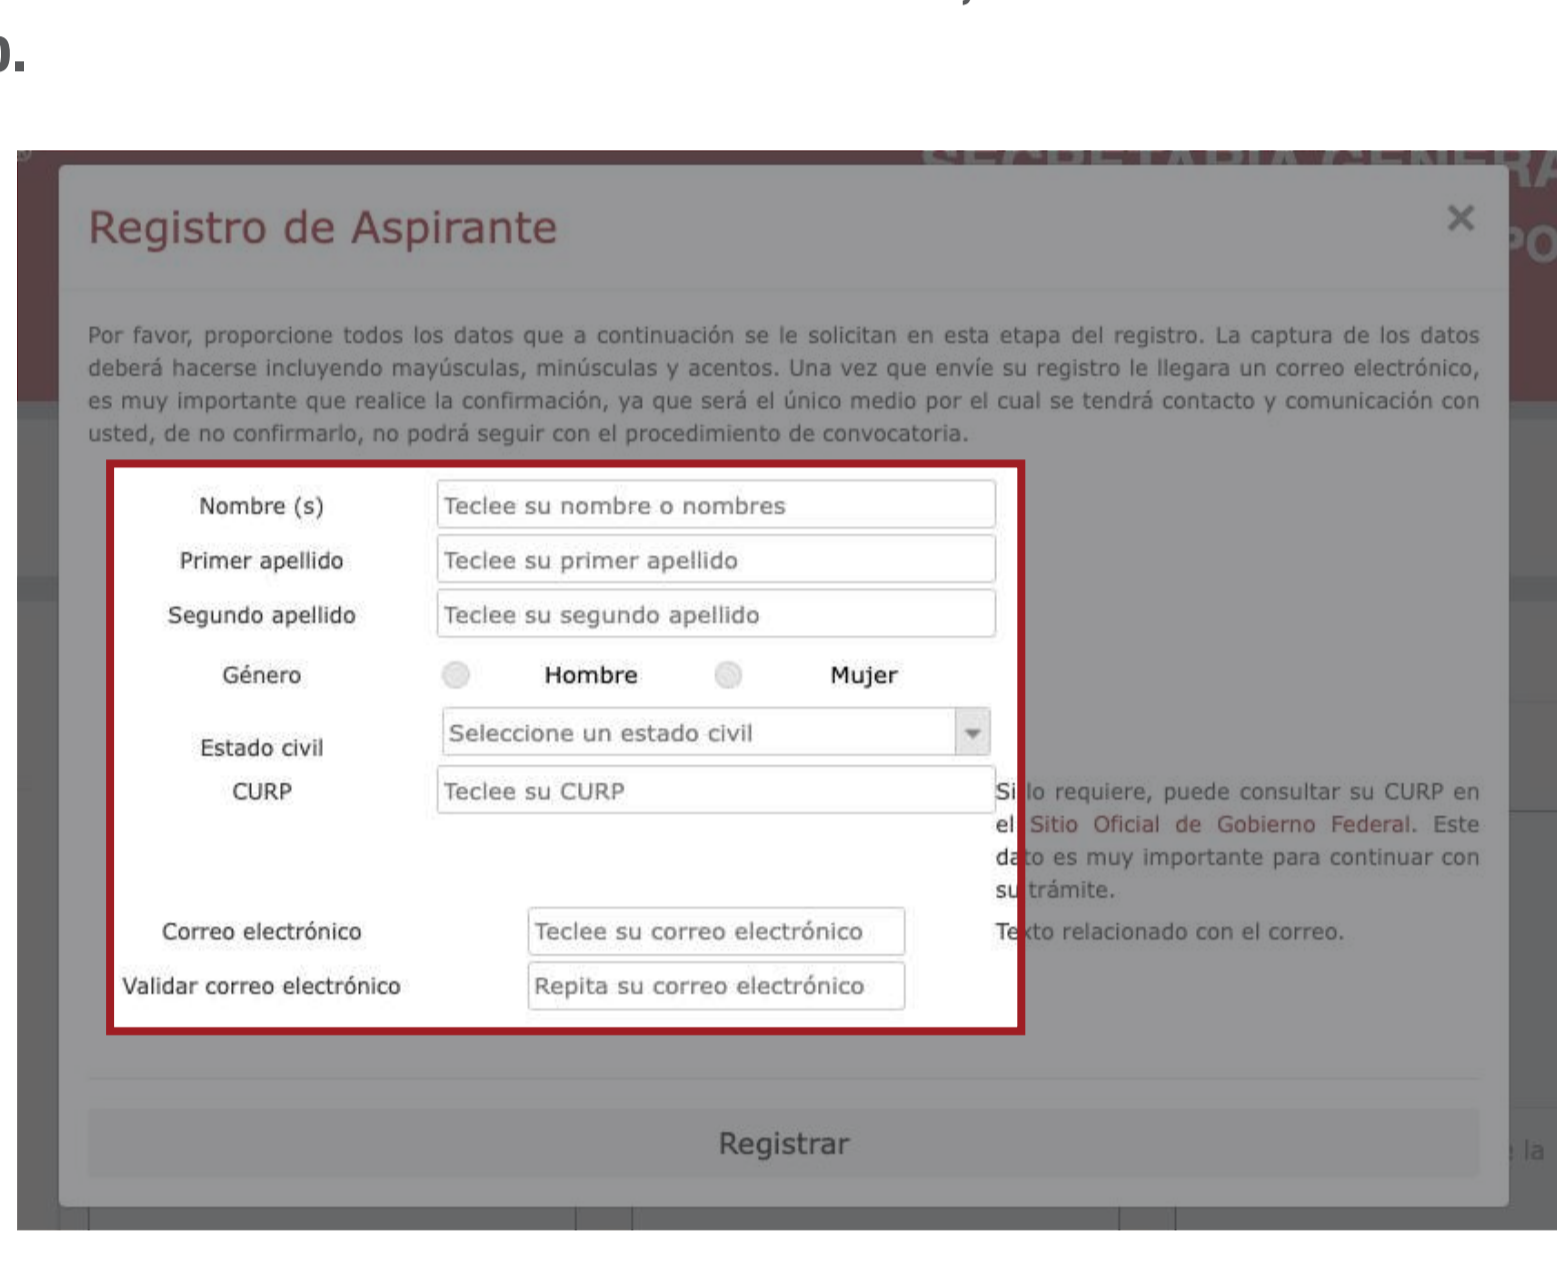 Registro de Aspirante
×
Por favor, proporcione todos los datos que a continuación se le solicitan en esta etapa del registro. La captura de los datos
deberá hacerse incluyendo mayúsculas, minúsculas y acentos. Una vez que envíe su registro le llegara un correo electrónico,
es muy importante que realice la confirmación, ya que será el único medio por el cual se tendrá contacto y comunicación con
usted, de no confirmarlo, no podrá seguir con el procedimiento de convocatoria.
Nombre (s) Teclee su nombre o nombres
Primer apellido Teclee su primer apellido
Segundo apellido Teclee su segundo apellido
Género Hombre Mujer
Estado civil Seleccione un estado civil
CURP Teclee su CURP
Si lo requiere, puede consultar su CURP en
el Sitio Oficial de Gobierno Federal. Este
dato es muy importante para continuar con
su trámite.
Correo electrónico Teclee su correo electrónico Texto relacionado con el correo.
Validar correo electrónico Repita su correo electrónico
Registrar
la